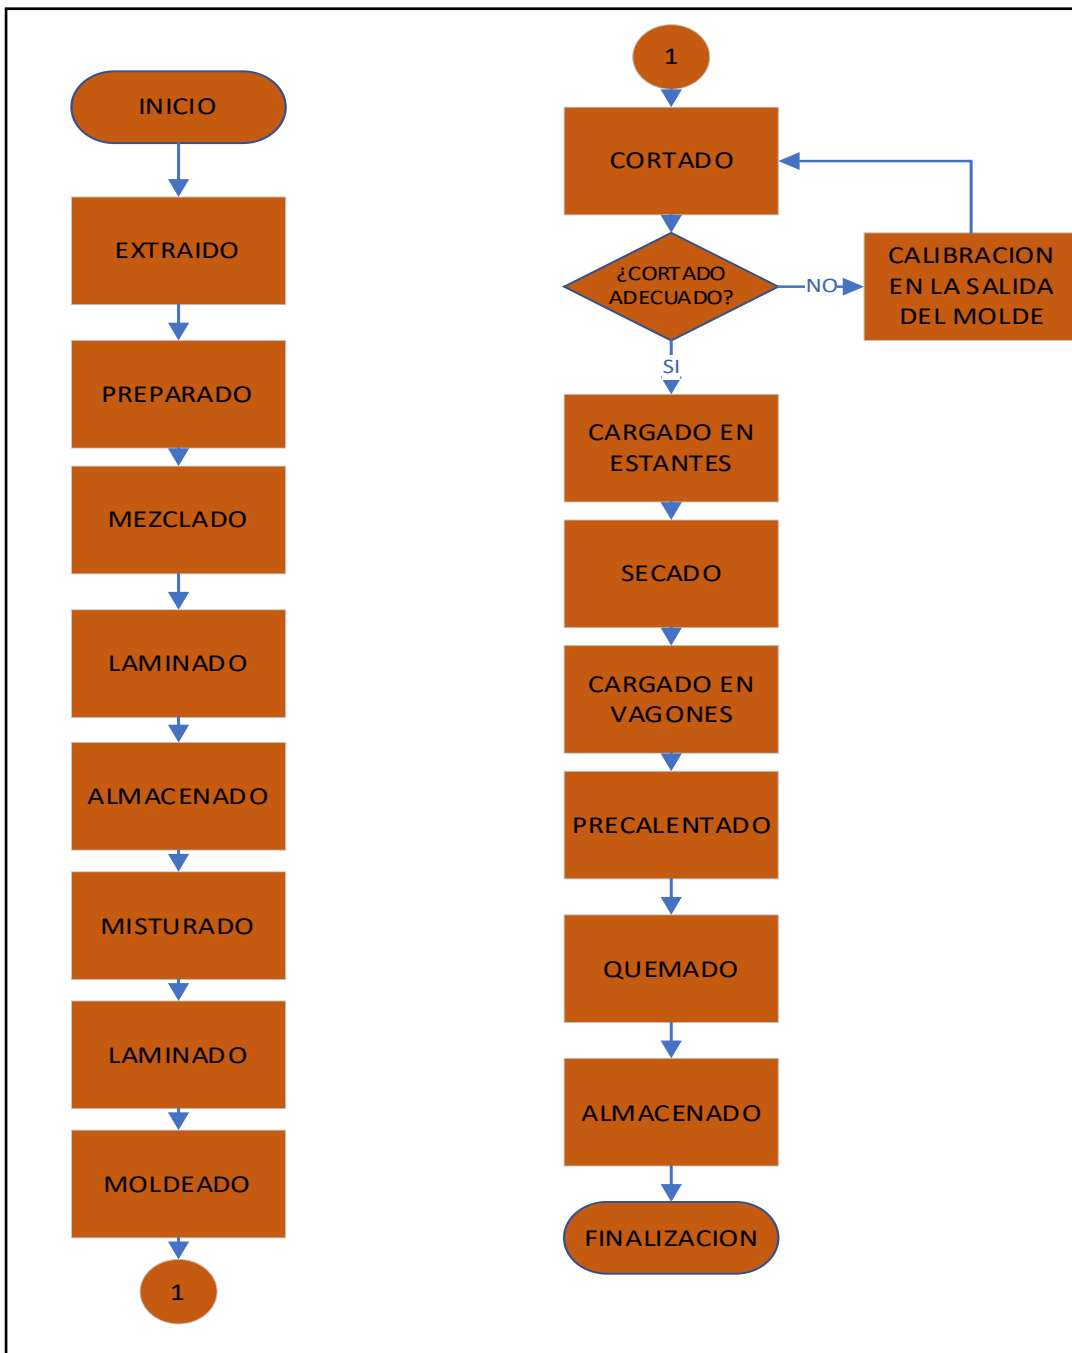 INICIO
EXTRAIDO
PREPARADO
MEZCLADO
LAMINADO
ALMACENADO
MISTURADO
LAMINADO
MOLDEADO
1
1
CORTADO
¿CORTADO
ADECUADO?
NO
CALIBRACION
EN LA SALIDA
DEL MOLDE
SI
CARGADO EN
ESTANTES
SECADO
CARGADO EN
VAGONES
PRECALENTADO
QUEMADO
ALMACENADO
FINALIZACION